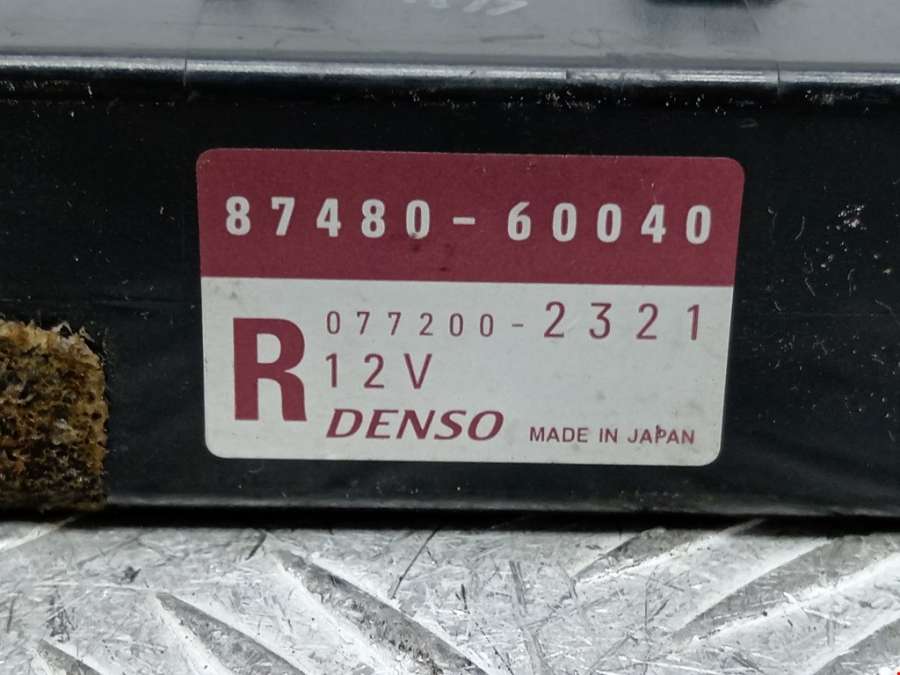 87480-60040
R
077200-2321
12V
DENSO MADE IN JAPAN